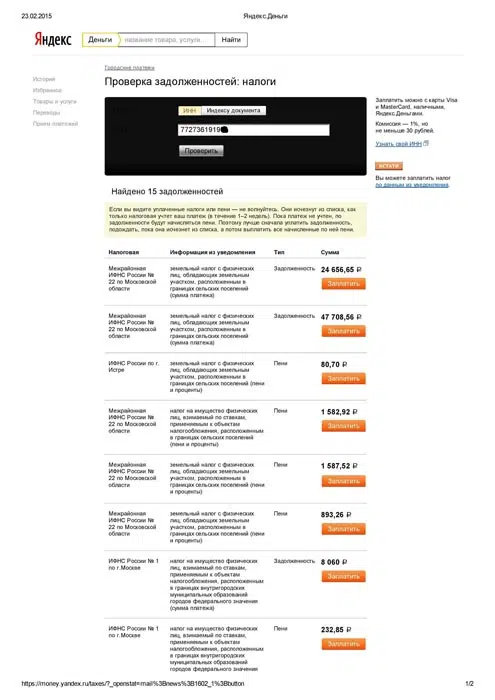 23.02.2015
Яндекс.Деньги
Яндекс
Деньги
название товара, услуги...
Найти
История
Избранное
Товары и услуги
Переводы
Прием платежей
Городские платежи
Проверка задолженностей: налоги
ИНН
Индексу документа
7727361919
Проверить
Заплатить можно с карты Visa
и MasterCard, наличными,
Яндекс.Деньгами.
Комиссия — 1%, но
не меньше 30 рублей.
Узнать свой ИНН
КСТАТИ
Вы можете заплатить налог
по данным из уведомления.
Найдено 15 задолженностей
Если вы видите уплаченные налоги или пени — не волнуйтесь. Они исчезнут из списка, как
только налоговая учтет ваш платеж (в течение 1–2 недель). Пока платеж не учтен, по
задолженности будут начисляться пени. Поэтому лучше сначала уплатить задолженность,
подождать, пока она исчезнет из списка, а потом выплатить все начисленные по ней пени.
Налоговая
Информация из уведомления
Тип
Сумма
Межрайонная
ИФНС России №
22 по Московской
области
земельный налог с физических
лиц, обладающих земельным
участком, расположенным в
границах сельских поселений
(сумма платежа)
Задолженность
24 656,65 ₽
Заплатить
Межрайонная
ИФНС России №
22 по Московской
области
земельный налог с физических
лиц, обладающих земельным
участком, расположенным в
границах сельских поселений
(сумма платежа)
Задолженность
47 708,56 ₽
Заплатить
ИФНС России по г.
Истре
земельный налог с физических
лиц, обладающих земельным
участком, расположенным в
границах сельских поселений (пени
и проценты)
Пени
80,70 ₽
Заплатить
Межрайонная
ИФНС России №
22 по Московской
области
налог на имущество физических
лиц, взимаемый по ставкам,
применяемым к объектам
налогообложения, расположенным
в границах сельских поселений
(пени и проценты)
Пени
1 582,92 ₽
Заплатить
Межрайонная
ИФНС России №
22 по Московской
области
земельный налог с физических
лиц, обладающих земельным
участком, расположенным в
границах сельских поселений (пени
и проценты)
Пени
1 587,52 ₽
Заплатить
Межрайонная
ИФНС России №
22 по Московской
области
земельный налог с физических
лиц, обладающих земельным
участком, расположенным в
границах сельских поселений (пени
и проценты)
Пени
893,26 ₽
Заплатить
ИФНС России № 1
по г.Москве
налог на имущество физических
лиц, взимаемый по ставкам,
применяемым к объектам
налогообложения, расположенным
в границах внутригородских
муниципальных образований
городов федерального значения
(сумма платежа)
Задолженность
8 060 ₽
Заплатить
ИФНС России № 1
по г.Москве
налог на имущество физических
лиц, взимаемый по ставкам,
применяемым к объектам
налогообложения, расположенным
в границах внутригородских
муниципальных образований
городов федерального значения
Пени
232,85 ₽
Заплатить
https://money.yandex.ru/taxes/?_openstat=mail%3Bnews%3B1602_1%3Bbutton
1/2